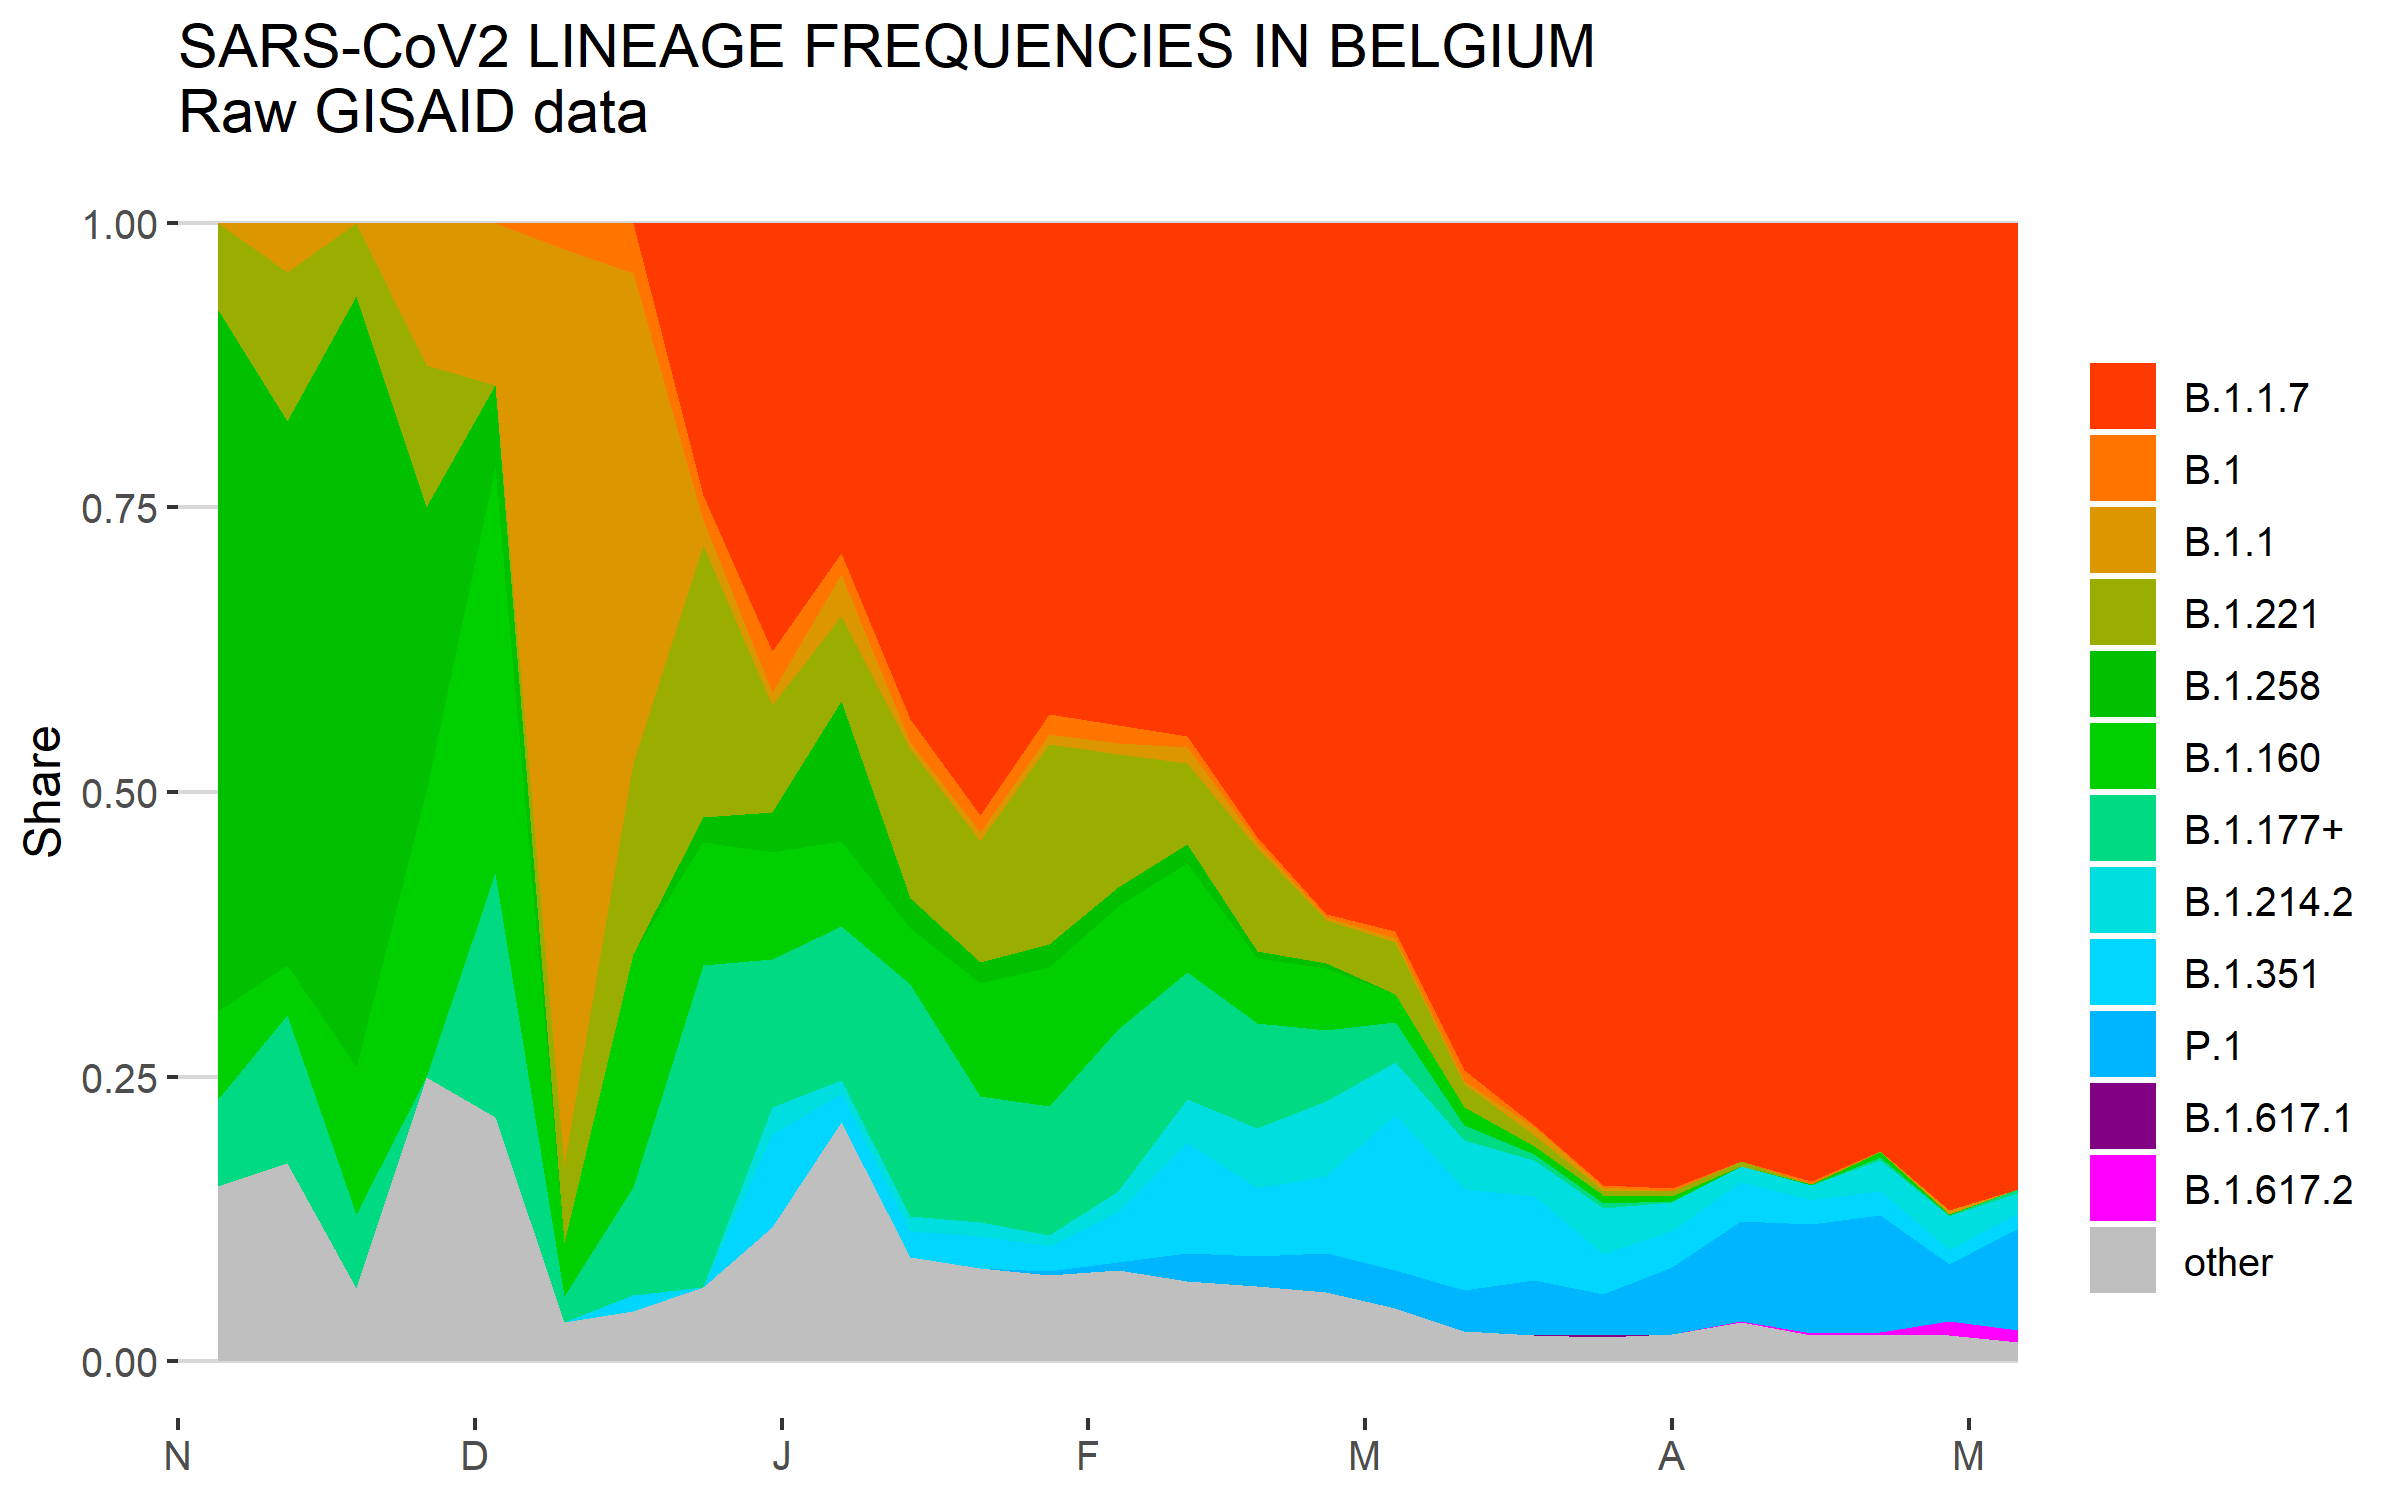 SARS-CoV2 LINEAGE FREQUENCIES IN BELGIUM
Raw GISAID data
Share
1.00
0.75
0.50
0.25
0.00
N D J F M A M
B.1.1.7
B.1
B.1.1
B.1.221
B.1.258
B.1.160
B.1.177+
B.1.214.2
B.1.351
P.1
B.1.617.1
B.1.617.2
other